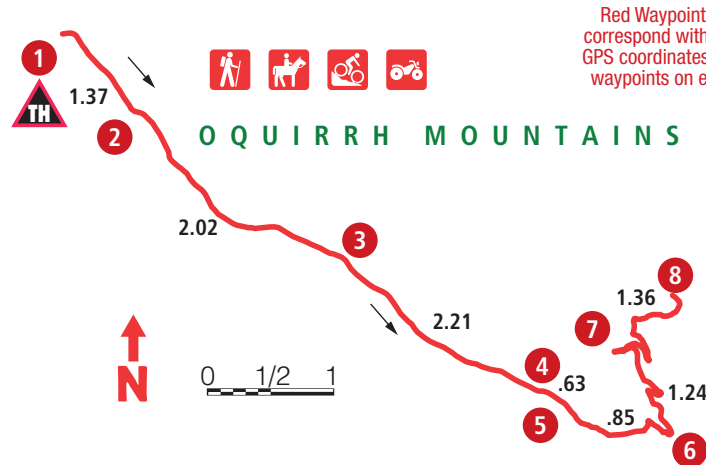 Red Waypoint
correspond with
GPS coordinates
waypoints on e
1
TH
1.37
2
OQUIRRH MOUNTAINS
2.02
3
2.21
8
1.36
7
4
.63
1.24
5
.85
6
N
0 1/2 1